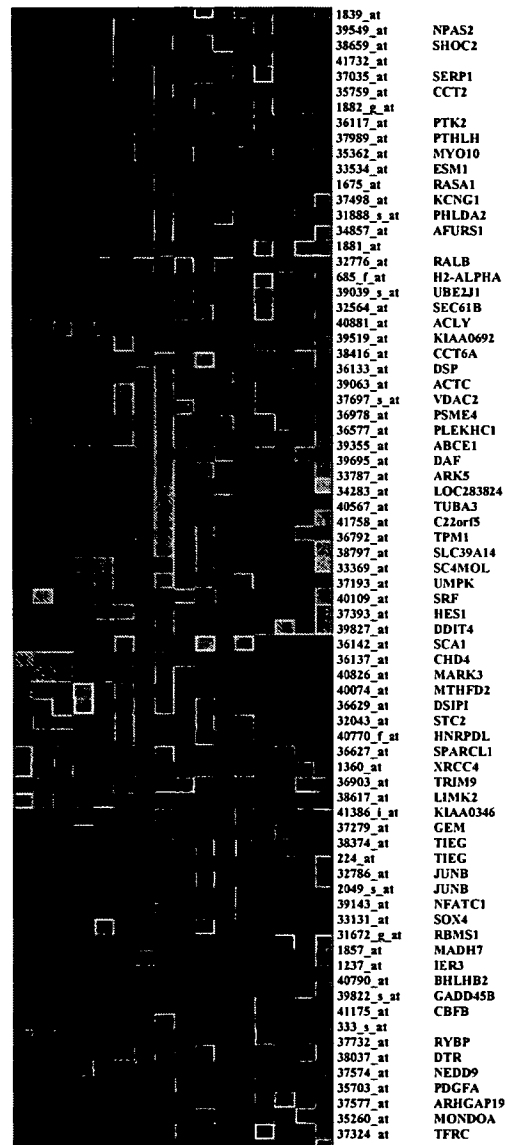 1839_at
39549_at NPAS2
38659_at SHOC2
41732_at
37035_at SERP1
35759_at CCT2
1882_g_at
36117_at PTK2
37989_at PTHLH
35362_at MYO10
33534_at ESM1
1675_at RASA1
37498_at KCNG1
31888_s_at PHLDA2
34857_at AFURS1
1881_at
32776_at RALB
685_f_at H2-ALPHA
39039_s_at UBE2J1
32564_at SEC61B
40881_at ACLY
39519_at KIAA0692
38416_at CCT6A
36133_at DSP
39063_at ACTC
37697_s_at VDAC2
36978_at PSME4
36577_at PLEKHC1
39355_at ABCE1
39695_at DAF
33787_at ARK5
34283_at LOC283824
40567_at TUBA3
41758_at C22orf5
36792_at TPM1
38797_at SLC39A14
33369_at SC4MOL
37193_at UMPK
40109_at SRF
37393_at HES1
39827_at DDIT4
36142_at SCA1
36137_at CHD4
40826_at MARK3
40074_at MTHFD2
36629_at DSIPI
32043_at STC2
40770_f_at HNRPDL
36627_at SPARCL1
1360_at XRCC4
36903_at TRIM9
38617_at LIMK2
41386_i_at KIAA0346
37279_at GEM
38374_at TIEG
224_at TIEG
32786_at JUNB
2049_s_at JUNB
39143_at NFATC1
33131_at SOX4
31672_g_at RBMS1
1857_at MADH7
1237_at IER3
40790_at BHLHB2
39822_s_at GADD45B
41175_at CBFB
333_s_at
37732_at RYBP
38037_at DTR
37574_at NEDD9
35703_at PDGFA
37577_at ARHGAP19
35260_at MONDOA
37324_at TFRC